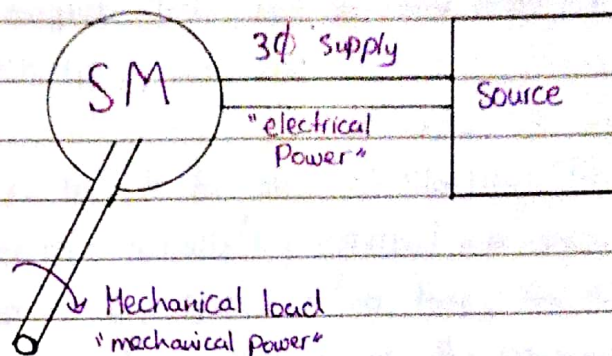 3Φ supply
SM
Source
"electrical
Power"
Mechanical load
"mechanical power"